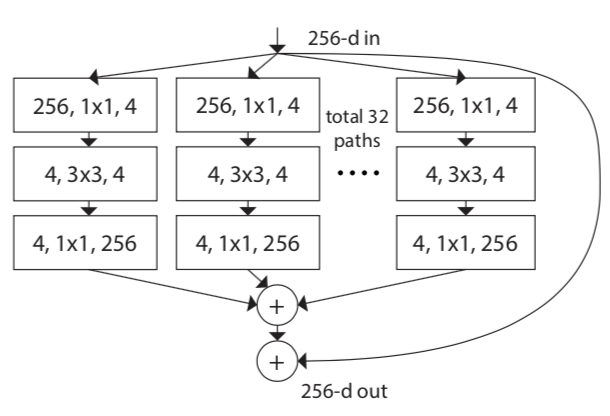 256-d in
256, 1x1, 4
256, 1x1, 4
total 32
paths
256, 1x1, 4
4, 3x3, 4
4, 3x3, 4
....
4, 3x3, 4
4, 1x1, 256
4, 1x1, 256
4, 1x1, 256
+
+
256-d out